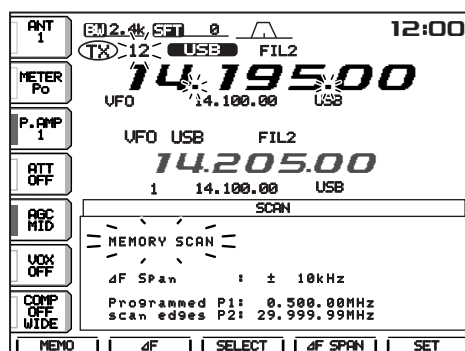 ANT 1
BW 2.4k SFT 0
12:00
TX 12 USB FIL2
METER Po
14.195.00
VFO 14.100.00 USB
P.AMP 1
VFO USB FIL2
14.205.00
ATT OFF
1 14.100.00 USB
SCAN
AGC MID
MEMORY SCAN
VOX OFF
ΔF Span : ± 10kHz
COMP OFF WIDE
Programmed P1: 0.500.00MHz
scan edges P2: 29.999.99MHz
MEMO ΔF SELECT ΔF SPAN SET